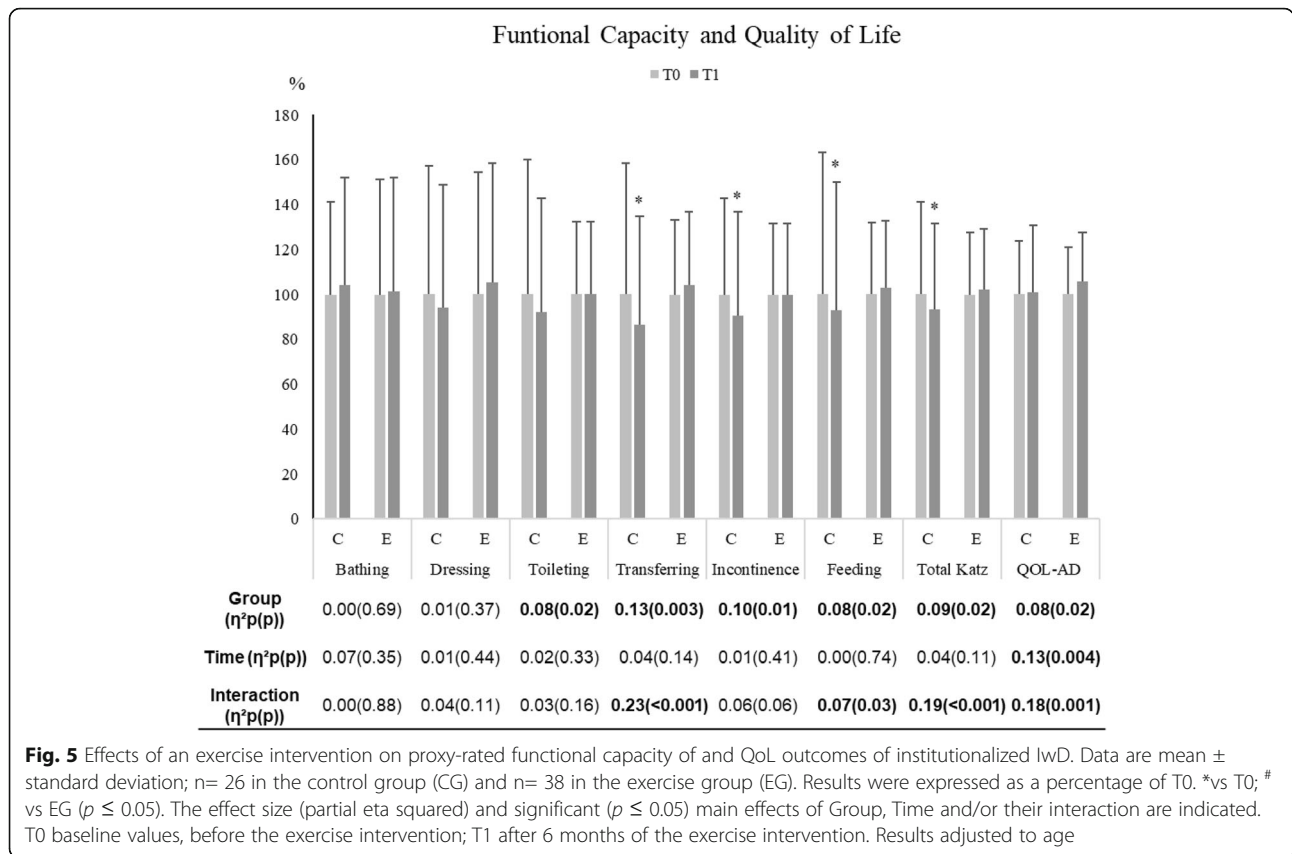 Funtional Capacity and Quality of Life
T0 T1
%
180
160
140
120
100
80
60
40
20
0
* * * *
C E C E C E C E C E C E C E C E
Bathing Dressing Toileting Transferring Incontinence Feeding Total Katz QOL-AD
Group (η²p(p)) 0.00(0.69) 0.01(0.37) 0.08(0.02) 0.13(0.003) 0.10(0.01) 0.08(0.02) 0.09(0.02) 0.08(0.02)
Time (η²p(p)) 0.07(0.35) 0.01(0.44) 0.02(0.33) 0.04(0.14) 0.01(0.41) 0.00(0.74) 0.04(0.11) 0.13(0.004)
Interaction (η²p(p)) 0.00(0.88) 0.04(0.11) 0.03(0.16) 0.23(<0.001) 0.06(0.06) 0.07(0.03) 0.19(<0.001) 0.18(0.001)
Fig. 5 Effects of an exercise intervention on proxy-rated functional capacity of and QoL outcomes of institutionalized IwD. Data are mean ±
standard deviation; n= 26 in the control group (CG) and n= 38 in the exercise group (EG). Results were expressed as a percentage of T0. *vs T0; #
vs EG (p ≤ 0.05). The effect size (partial eta squared) and significant (p ≤ 0.05) main effects of Group, Time and/or their interaction are indicated.
T0 baseline values, before the exercise intervention; T1 after 6 months of the exercise intervention. Results adjusted to age